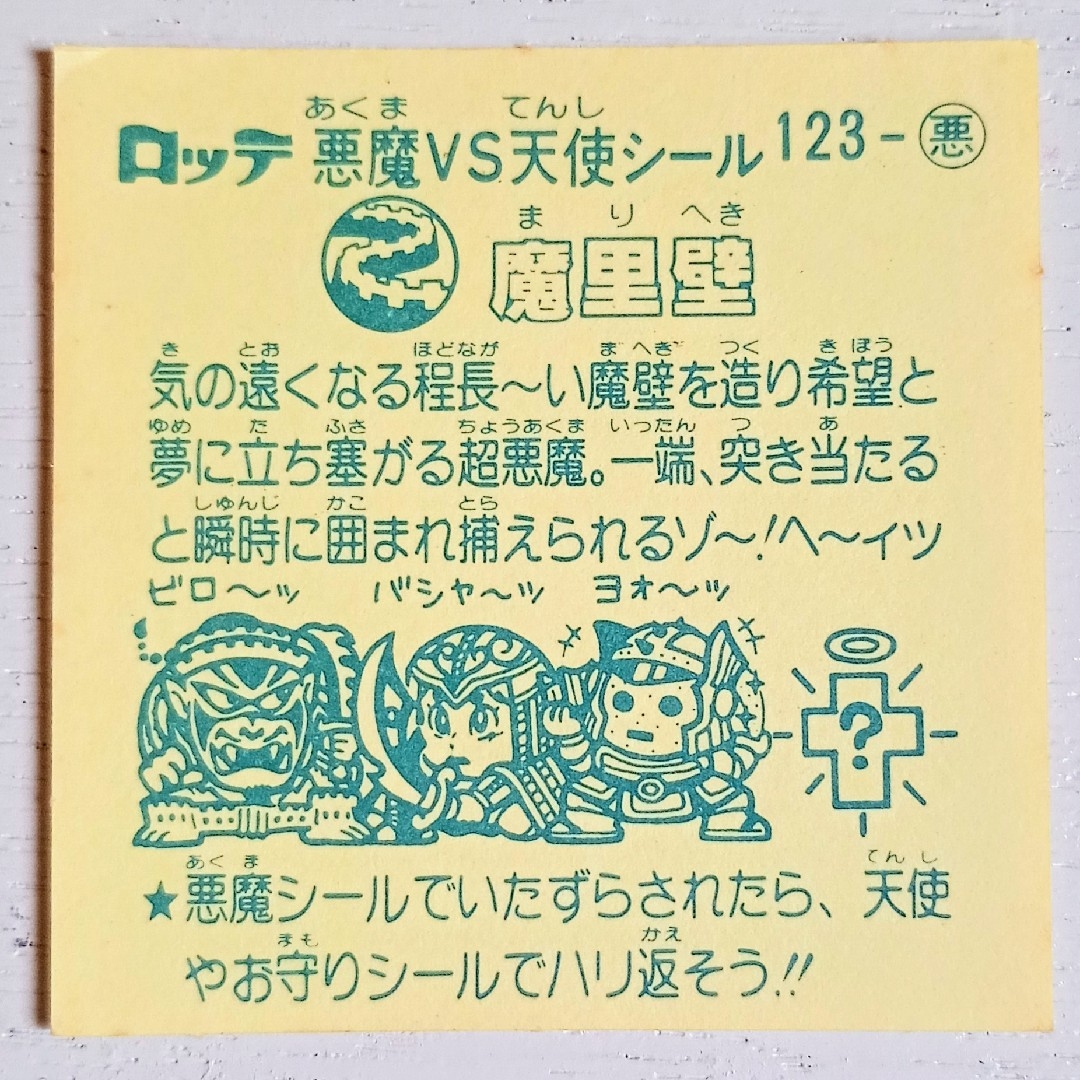 あくま てんし
ロッテ 悪魔VS天使シール 123-悪
まりへき
魔里壁
き とお ほどなが まへき つく きぼう
気の遠くなる程長〜い魔壁を造り希望と
ゆめ た ふさ ちょうあくま いったん つ あ
夢に立ち塞がる超悪魔。一端、突き当たる
しゅんじ かこ とら
と瞬時に囲まれ捕えられるゾ〜!ヘ〜ィッ
ビロ〜ッ バシャ〜ッ ヨォ〜ッ
?
あくま てんし
★悪魔シールでいたずらされたら、天使
まも かえ
やお守りシールでハリ返そう!!